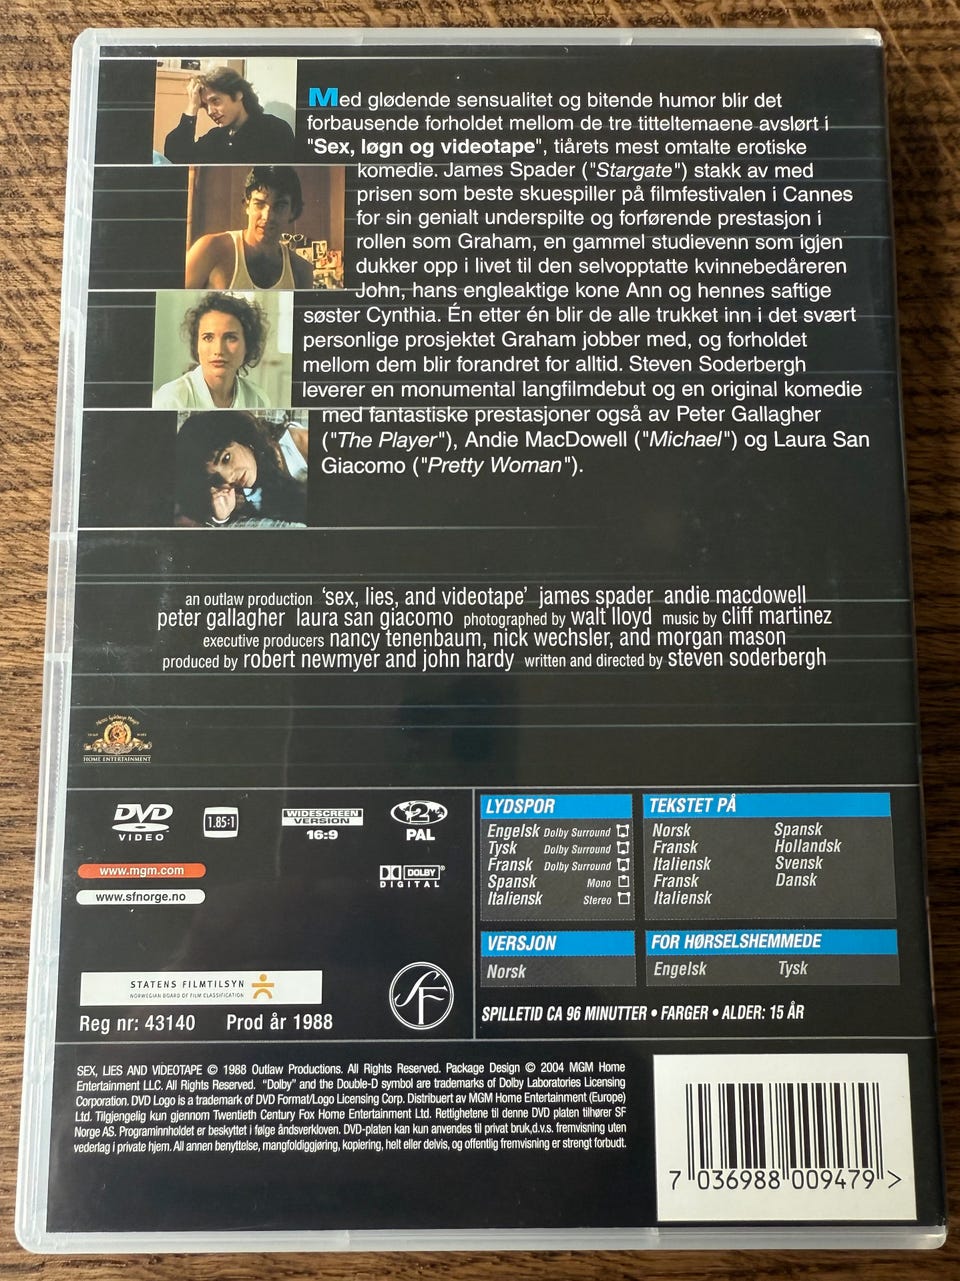 Med glødende sensualitet og bitende humor blir det
forbausende forholdet mellom de tre titteltemaene avslørt i
"Sex, løgn og videotape", tiårets mest omtalte erotiske
komedie. James Spader ("Stargate") stakk av med
prisen som beste skuespiller på filmfestivalen i Cannes
for sin genialt underspilte og forførende prestasjon i
rollen som Graham, en gammel studievenn som igjen
dukker opp i livet til den selvopptatte kvinnebedåreren
John, hans engleaktige kone Ann og hennes saftige
søster Cynthia. Én etter én blir de alle trukket inn i det svært
personlige prosjektet Graham jobber med, og forholdet
mellom dem blir forandret for alltid. Steven Soderbergh
leverer en monumental langfilmdebut og en original komedie
med fantastiske prestasjoner også av Peter Gallagher
("The Player"), Andie MacDowell ("Michael") og Laura San
Giacomo ("Pretty Woman").
an outlaw production 'sex, lies, and videotape' james spader andie macdowell
peter gallagher laura san giacomo photographed by walt lloyd music by cliff martinez
executive producers nancy tenenbaum, nick wechsler, and morgan mason
produced by robert newmyer and john hardy written and directed by steven soderbergh
HOME ENTERTAINMENT
DVD
VIDEO
1.85:1
WIDESCREEN
VERSION
16:9
2
PAL
www.mgm.com
www.sfnorge.no
DOLBY
DIGITAL
LYDSPOR
Engelsk Dolby Surround
Tysk Dolby Surround
Fransk Dolby Surround
Spansk Mono
Italiensk Stereo
TEKSTET PÅ
Norsk Spansk
Fransk Hollandsk
Italiensk Svensk
Fransk Dansk
Italiensk
VERSJON
Norsk
FOR HØRSELSHEMMEDE
Engelsk Tysk
STATENS FILMTILSYN
NORWEGIAN BOARD OF FILM CLASSIFICATION
Reg nr: 43140 Prod år 1988
SF
SPILLETID CA 96 MINUTTER • FARGER • ALDER: 15 ÅR
SEX, LIES AND VIDEOTAPE © 1988 Outlaw Productions. All Rights Reserved. Package Design © 2004 MGM Home
Entertainment LLC. All Rights Reserved. "Dolby" and the Double-D symbol are trademarks of Dolby Laboratories Licensing
Corporation. DVD Logo is a trademark of DVD Format/Logo Licensing Corp. Distribuert av MGM Home Entertainment (Europe)
Ltd. Tilgjengelig kun gjennom Twentieth Century Fox Home Entertainment Ltd. Rettighetene til denne DVD platen tilhører SF
Norge AS. Programinnholdet er beskyttet i følge åndsverkloven. DVD-platen kan kun anvendes til privat bruk,d.v.s. fremvisning uten
vederlag i private hjem. All annen benyttelse, mangfoldiggjøring, kopiering, helt eller delvis, og offentlig fremvisning er strengt forbudt.
7 036988 009479 >